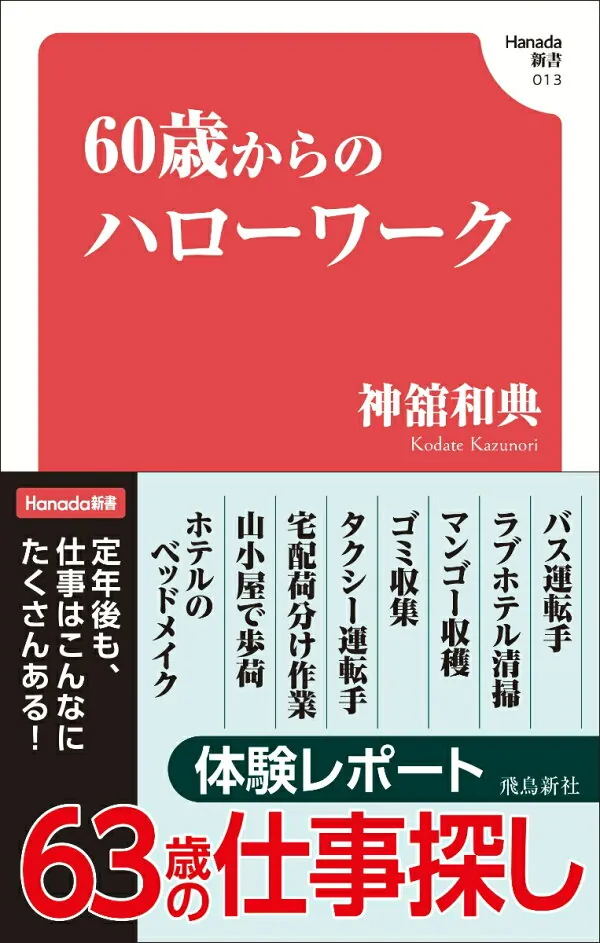 Hanada
新書
013
60歳からの
ハローワーク
神舘和典
Kodate Kazunori
Hanada新書
定年後も、
仕事はこんなに
たくさんある！
バス運転手
ラブホテル清掃
マンゴー収穫
ゴミ収集
タクシー運転手
宅配荷分け作業
山小屋で歩荷
ホテルの
ベッドメイク
体験レポート
飛鳥新社
63歳の仕事探し